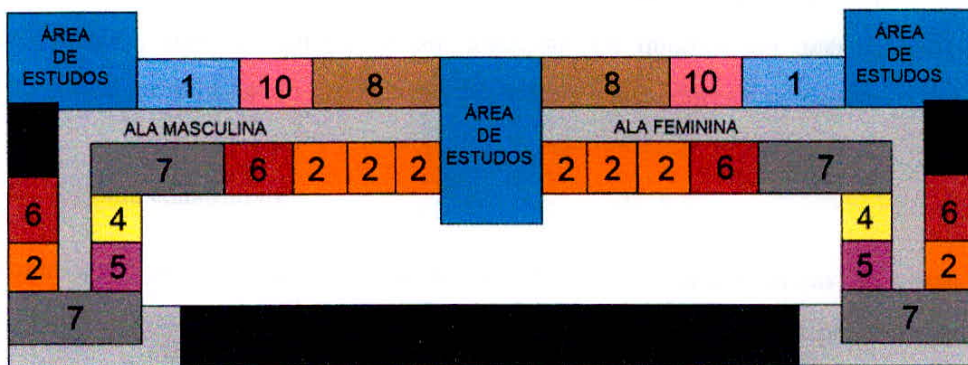 ÁREA
DE
ESTUDOS
ÁREA
DE
ESTUDOS
1 10 8
ÁREA
DE
ESTUDOS
8 10 1
ALA MASCULINA
ALA FEMININA
7 6 2 2 2
2 2 2 6 7
6 4
4 6
2 5
5 2
7
7